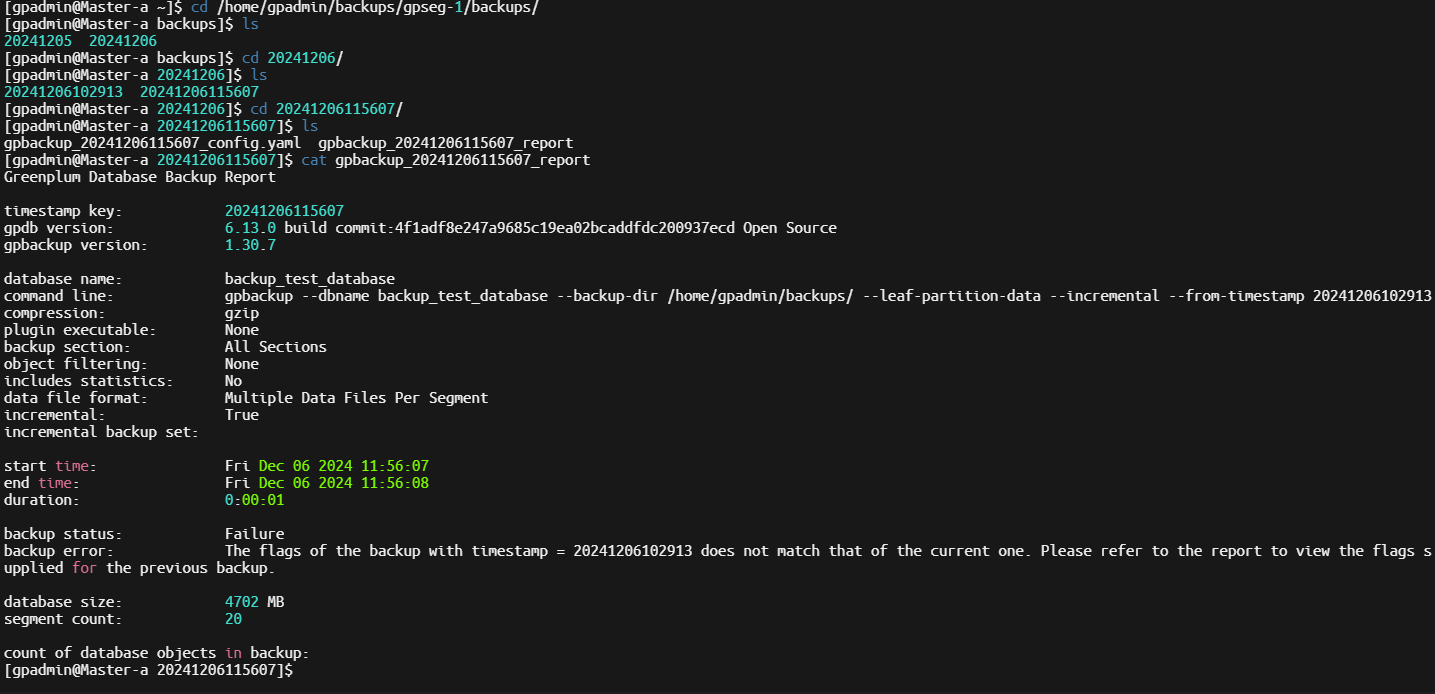 [gpadmin@Master-a ~]$ cd /home/gpadmin/backups/gpseg-1/backups/
[gpadmin@Master-a backups]$ ls
20241205  20241206
[gpadmin@Master-a backups]$ cd 20241206/
[gpadmin@Master-a 20241206]$ ls
20241206102913  20241206115607
[gpadmin@Master-a 20241206]$ cd 20241206115607/
[gpadmin@Master-a 20241206115607]$ ls
gpbackup_20241206115607_config.yaml  gpbackup_20241206115607_report
[gpadmin@Master-a 20241206115607]$ cat gpbackup_20241206115607_report
Greenplum Database Backup Report
timestamp key:            20241206115607
gpdb version:             6.13.0 build commit:4f1adf8e247a9685c19ea02bcaddfdc200937ecd Open Source
gpbackup version:         1.30.7
database name:            backup_test_database
command line:             gpbackup --dbname backup_test_database --backup-dir /home/gpadmin/backups/ --leaf-partition-data --incremental --from-timestamp 20241206102913
compression:              gzip
plugin executable:        None
backup section:           All Sections
object filtering:         None
includes statistics:      No
data file format:         Multiple Data Files Per Segment
incremental:              True
incremental backup set:
start time:               Fri Dec 06 2024 11:56:07
end time:                 Fri Dec 06 2024 11:56:08
duration:                 0:00:01
backup status:            Failure
backup error:             The flags of the backup with timestamp = 20241206102913 does not match that of the current one. Please refer to the report to view the flags s
upplied for the previous backup.
database size:            4702 MB
segment count:            20
count of database objects in backup:
[gpadmin@Master-a 20241206115607]$